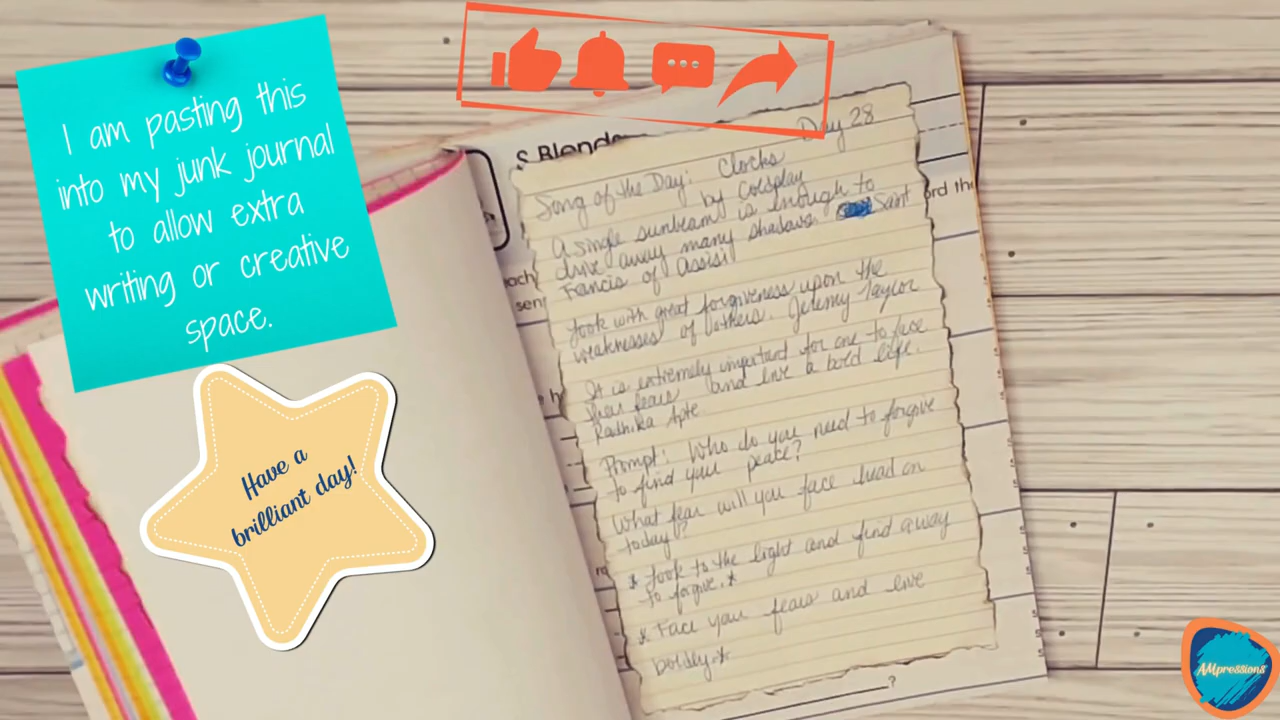 I am pasting this
into my junk journal
to allow extra
writing or creative
space.
Have a
brilliant day!
S Blend
Day 28
Song of the Day: Clocks
by Coldplay
A single sunbeam is enough to
drive away many shadows. Saint
Francis of Assisi
Look with great forgiveness upon the
weaknesses of others. Jeremy Taylor
It is extremely important for one to face
their fears and live a bold life.
Radhika Apte
Prompt: Who do you need to forgive
to find your peace?
What fear will you face head on
today?
* Look to the light and find away
to forgive.*
* Face your fears and live
boldly*
ord the
?
AMpressions